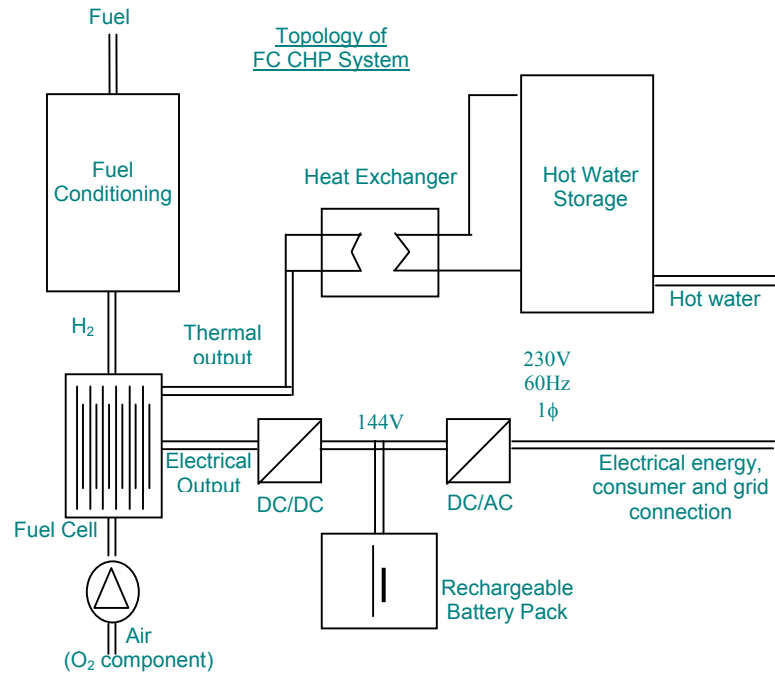 Fuel
Topology of
FC CHP System
Fuel
Conditioning
Heat Exchanger
Hot Water
Storage
Hot water
H₂
Thermal
output
230V
60Hz
1ϕ
144V
Electrical
Output
DC/DC
DC/AC
Electrical energy,
consumer and grid
connection
Fuel Cell
Rechargeable
Battery Pack
Air
(O₂ component)